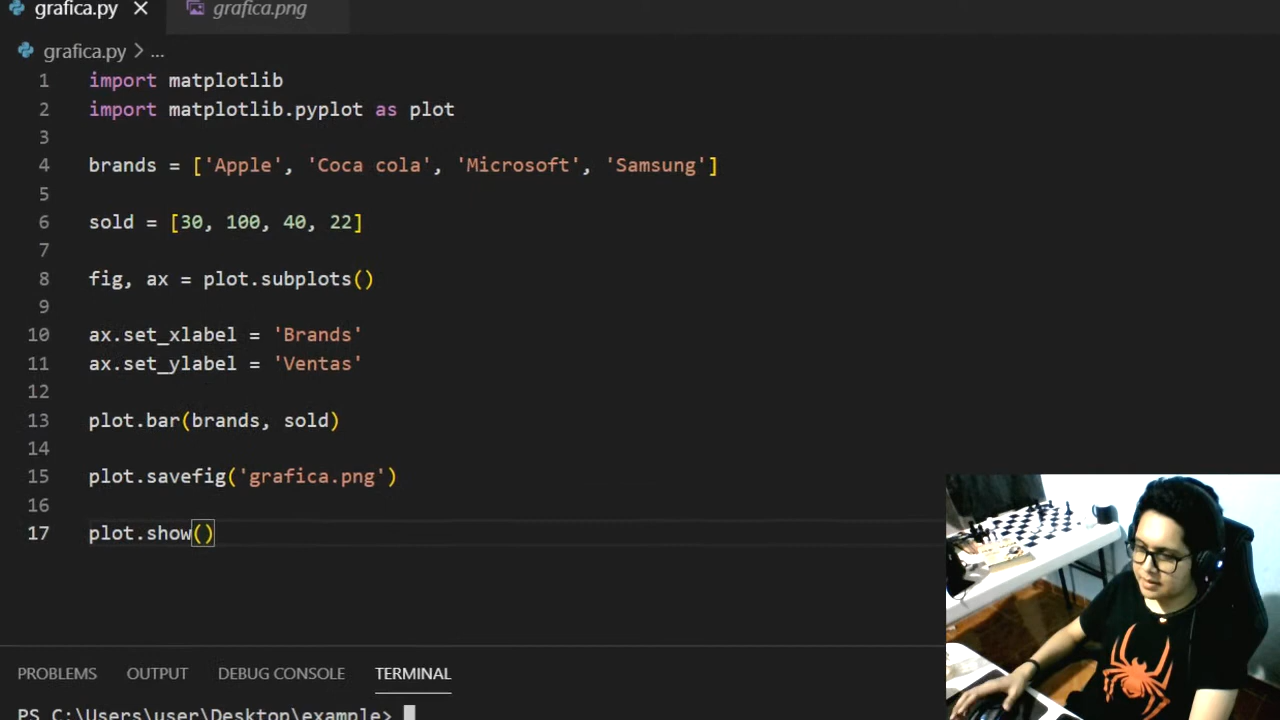 grafica.py
grafica.png
grafica.py > ...
1 import matplotlib
2 import matplotlib.pyplot as plot
3
4 brands = ['Apple', 'Coca cola', 'Microsoft', 'Samsung']
5
6 sold = [30, 100, 40, 22]
7
8 fig, ax = plot.subplots()
9
10 ax.set_xlabel = 'Brands'
11 ax.set_ylabel = 'Ventas'
12
13 plot.bar(brands, sold)
14
15 plot.savefig('grafica.png')
16
17 plot.show()
PROBLEMS OUTPUT DEBUG CONSOLE TERMINAL
PS C:\Users\user\Desktop\example>